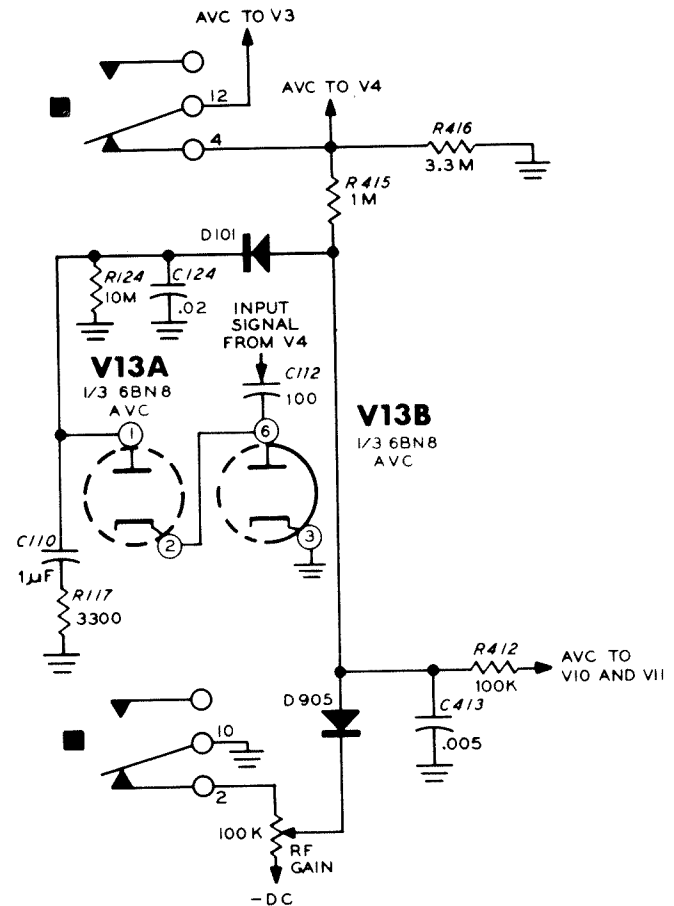 AVC TO V3
12
AVC TO V4
4
R416
3.3M
R415
1M
D101
R124
10M
C124
.02
INPUT
SIGNAL
FROM V4
C112
100
V13A
1/3 6BN8
AVC
V13B
1/3 6BN8
AVC
1
6
2
3
C110
1µF
R117
3300
R412
100K
AVC TO
V10 AND V11
D905
C413
.005
10
2
100K
RF
GAIN
-DC